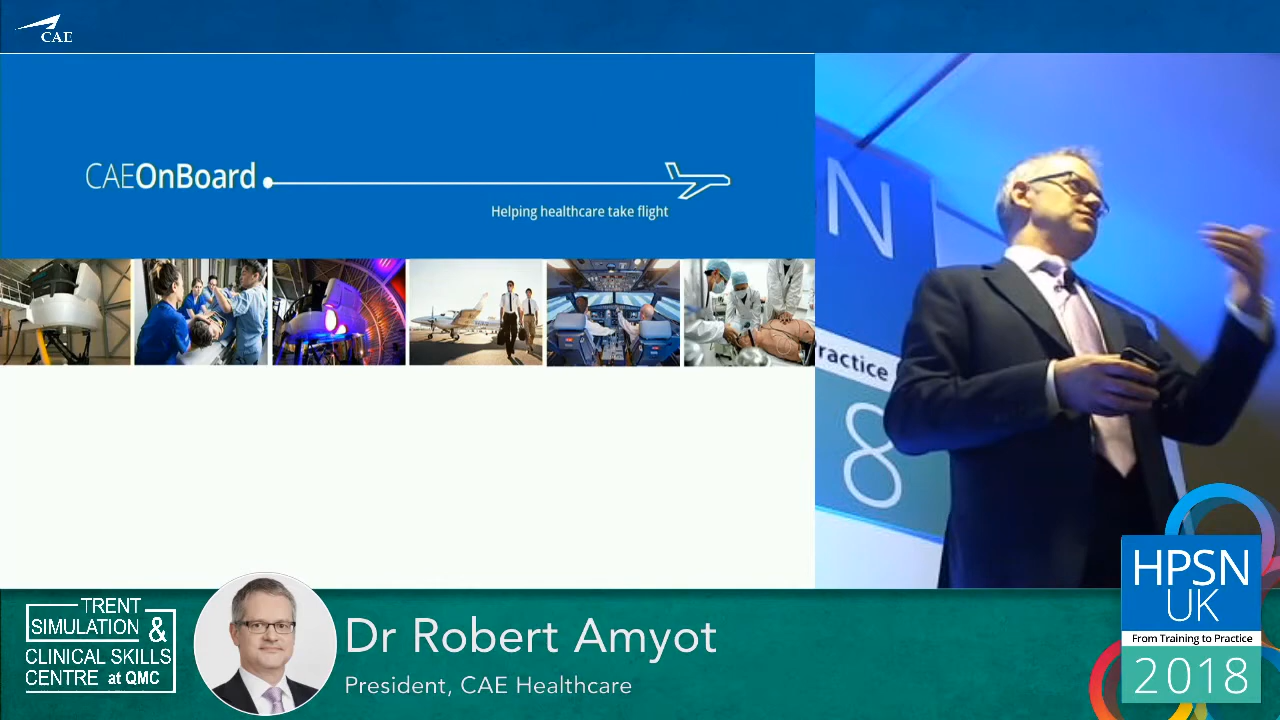 CAE
CAEOnBoard
Helping healthcare take flight
N
ractice
8
TRENT
SIMULATION &
CLINICAL SKILLS
CENTRE at QMC
Dr Robert Amyot
President, CAE Healthcare
HPSN
UK
From Training to Practice
2018